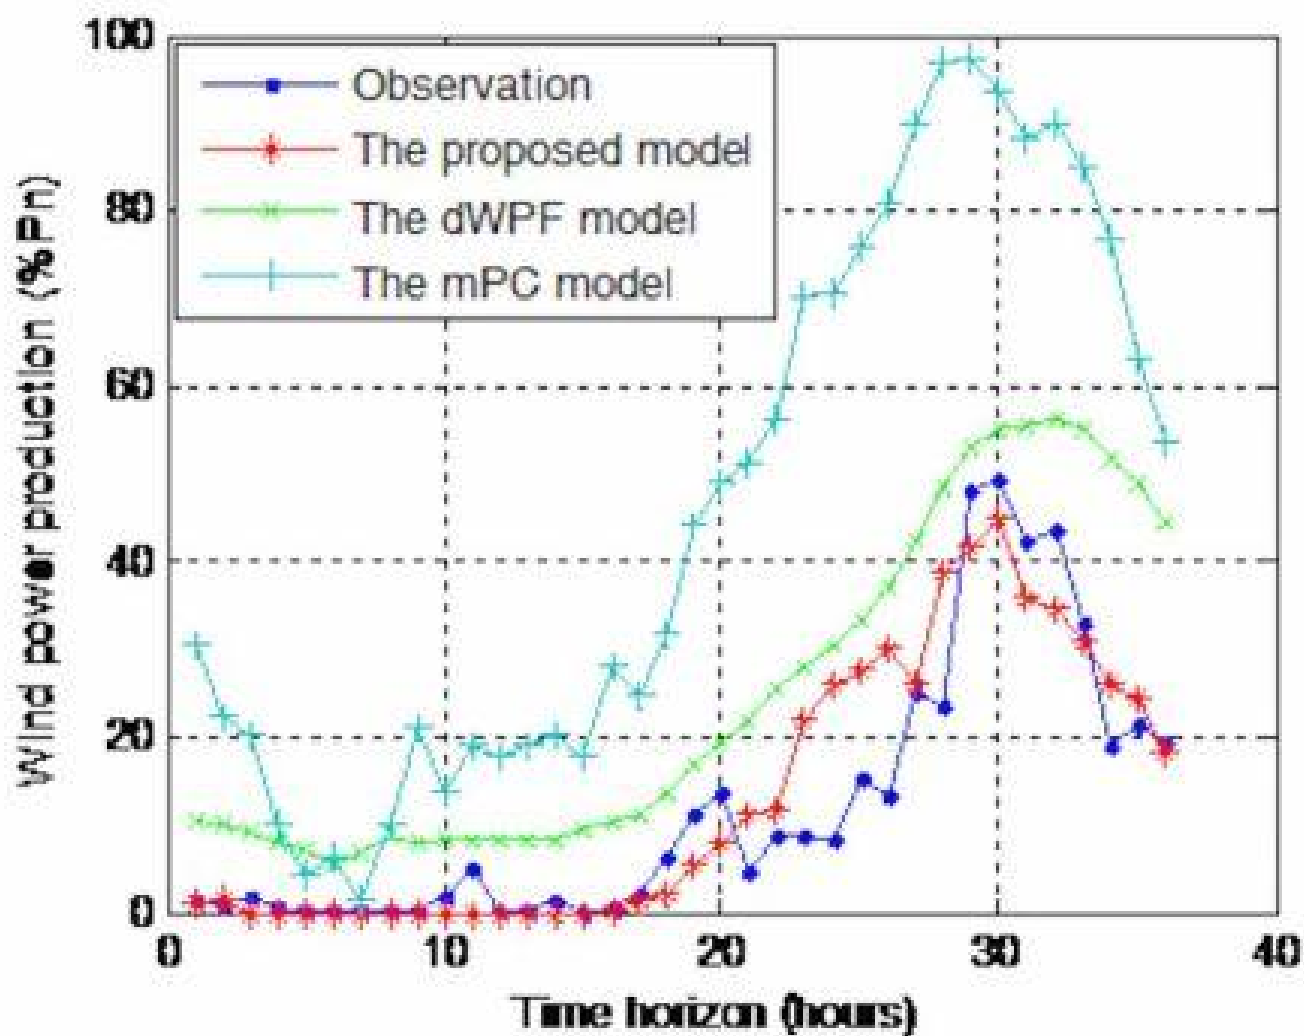 100
80
60
40
20
0
Observation
The proposed model
The dWPF model
The mPC model
Wind power production (%Pn)
0 10 20 30 40
Time horizon (hours)